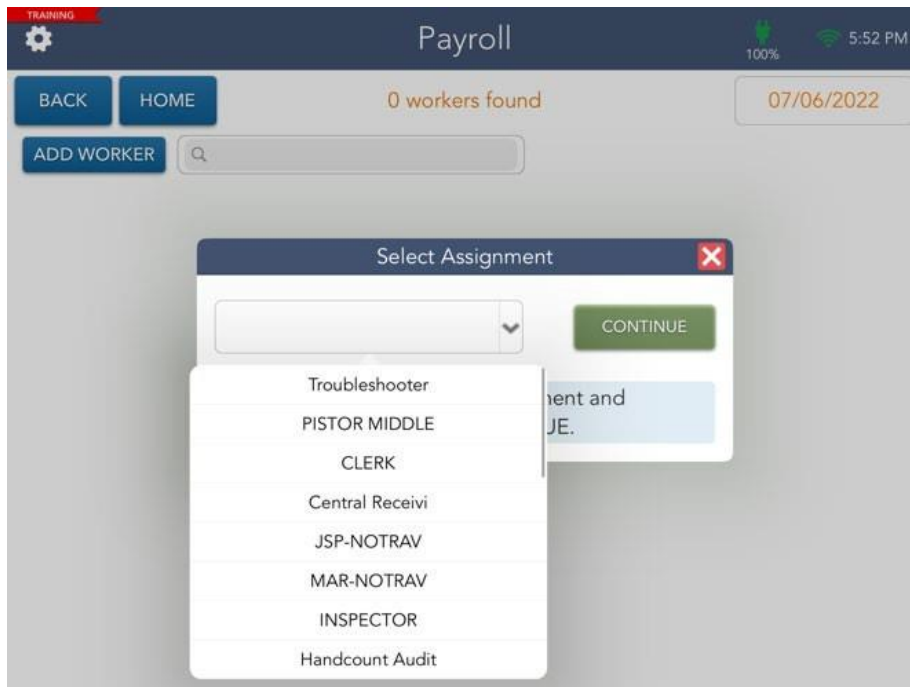 TRAINING
Payroll
100%
5:52 PM
BACK
HOME
0 workers found
07/06/2022
ADD WORKER
Select Assignment
CONTINUE
Troubleshooter
PISTOR MIDDLE
CLERK
Central Receivi
JSP-NOTRAV
MAR-NOTRAV
INSPECTOR
Handcount Audit
and